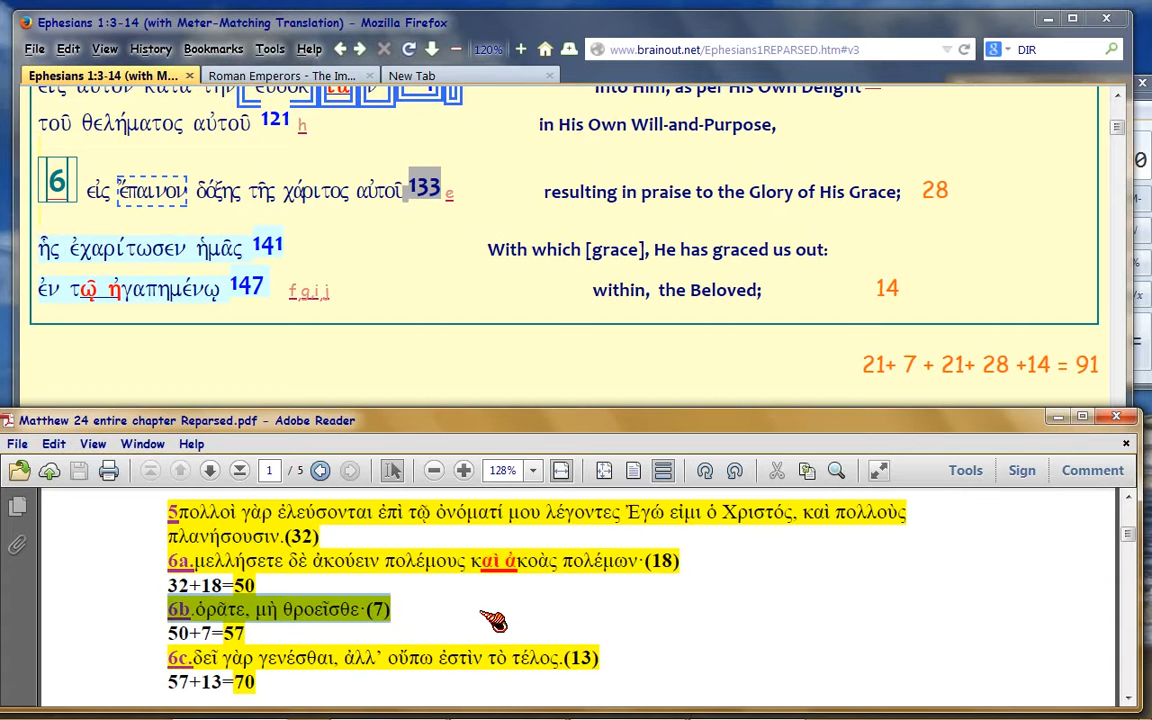 Ephesians 1:3-14 (with Meter-Matching Translation) - Mozilla Firefox
File Edit View History Bookmarks Tools Help 120% www.brainout.net/Ephesians1REPARSED.htm#v3 DIR
Ephesians 1:3-14 (with M... × Roman Emperors - The Im... × New Tab ×
εἰς αὐτὸν κατὰ τὴν into Him, as per His Own Delight —
τοῦ θελήματος αὐτοῦ 121 h in His Own Will-and-Purpose,
6 εἰς ἔπαινον δόξης τῆς χάριτος αὐτοῦ 133 e resulting in praise to the Glory of His Grace; 28
ἧς ἐχαρίτωσεν ἡμᾶς 141 With which [grace], He has graced us out:
ἐν τῷ ἠγαπημένῳ 147 f g,i j within, the Beloved; 14
21+ 7 + 21+ 28 +14 = 91
Matthew 24 entire chapter Reparsed.pdf - Adobe Reader
File Edit View Window Help
1 / 5 128% Tools Sign Comment
5πολλοὶ γὰρ ἐλεύσονται ἐπὶ τῷ ὀνόματί μου λέγοντες Ἐγώ εἰμι ὁ Χριστός, καὶ πολλοὺς
πλανήσουσιν.(32)
6a.μελλήσετε δὲ ἀκούειν πολέμους καὶ ἀκοὰς πολέμων·(18)
32+18=50
6b.ὁρᾶτε, μὴ θροεῖσθε·(7)
50+7=57
6c.δεῖ γὰρ γενέσθαι, ἀλλ’ οὔπω ἐστὶν τὸ τέλος.(13)
57+13=70